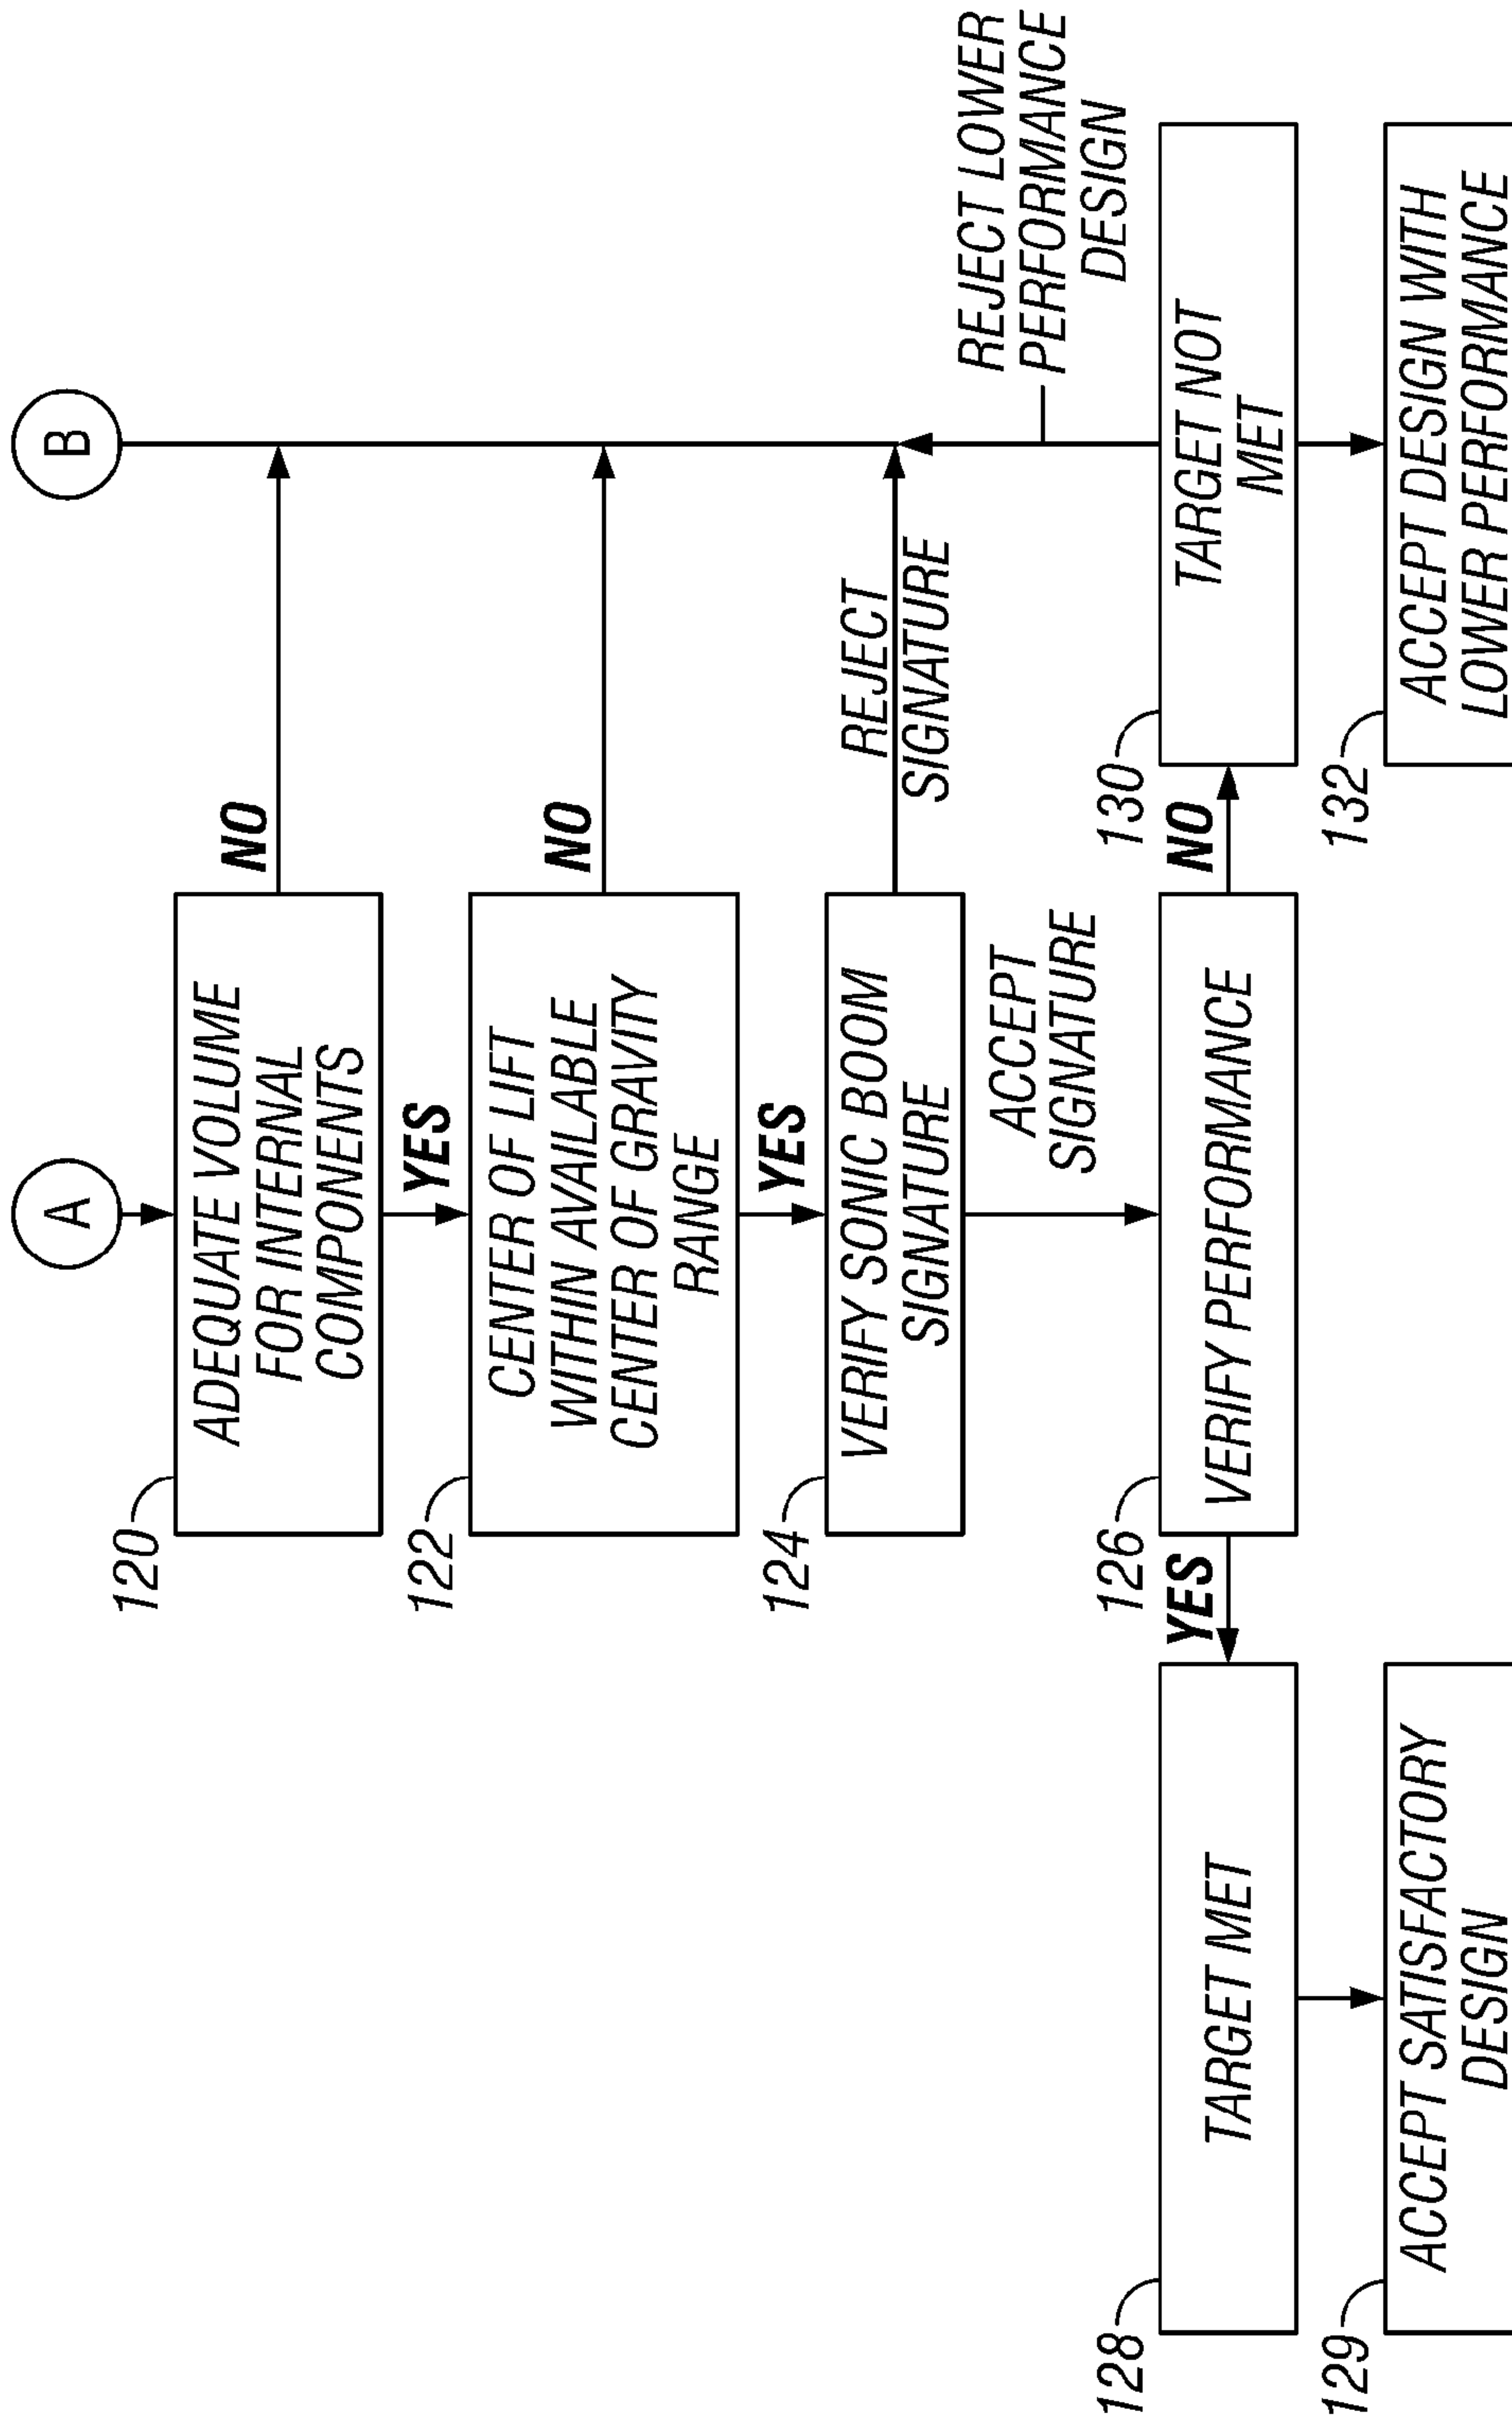 A
B
120
ADEQUATE VOLUME
FOR INTERNAL
COMPONENTS
NO
YES
122
CENTER OF LIFT
WITHIN AVAILABLE
CENTER OF GRAVITY
RANGE
NO
YES
124
VERIFY SONIC BOOM
SIGNATURE
REJECT
SIGNATURE
ACCEPT
SIGNATURE
REJECT LOWER
PERFORMANCE
DESIGN
128
TARGET MET
YES
126
VERIFY PERFORMANCE
NO
130
TARGET NOT
MET
129
ACCEPT SATISFACTORY
DESIGN
132
ACCEPT DESIGN WITH
LOWER PERFORMANCE